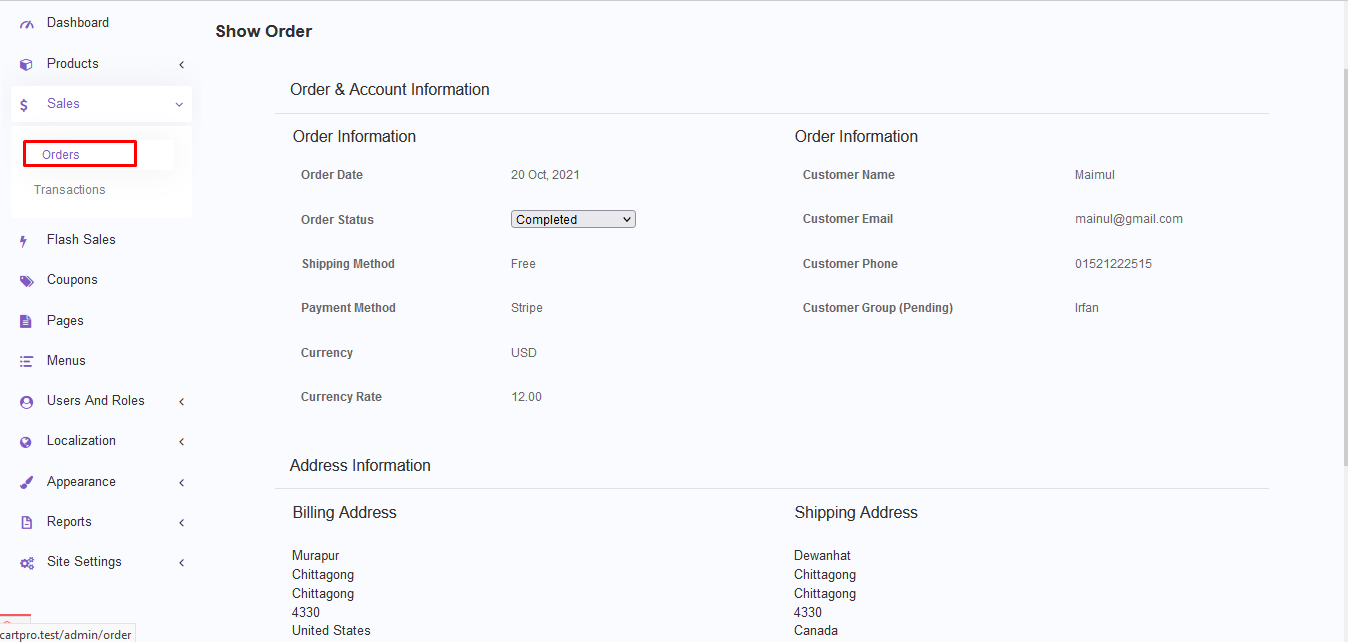 Dashboard
Products
Sales
Orders
Transactions
Flash Sales
Coupons
Pages
Menus
Users And Roles
Localization
Appearance
Reports
Site Settings
cartpro.test/admin/order
Show Order
Order & Account Information
Order Information
Order Date 20 Oct, 2021
Order Status Completed
Shipping Method Free
Payment Method Stripe
Currency USD
Currency Rate 12.00
Order Information
Customer Name Maimul
Customer Email mainul@gmail.com
Customer Phone 01521222515
Customer Group (Pending) Irfan
Address Information
Billing Address
Murapur
Chittagong
Chittagong
4330
United States
Shipping Address
Dewanhat
Chittagong
Chittagong
4330
Canada